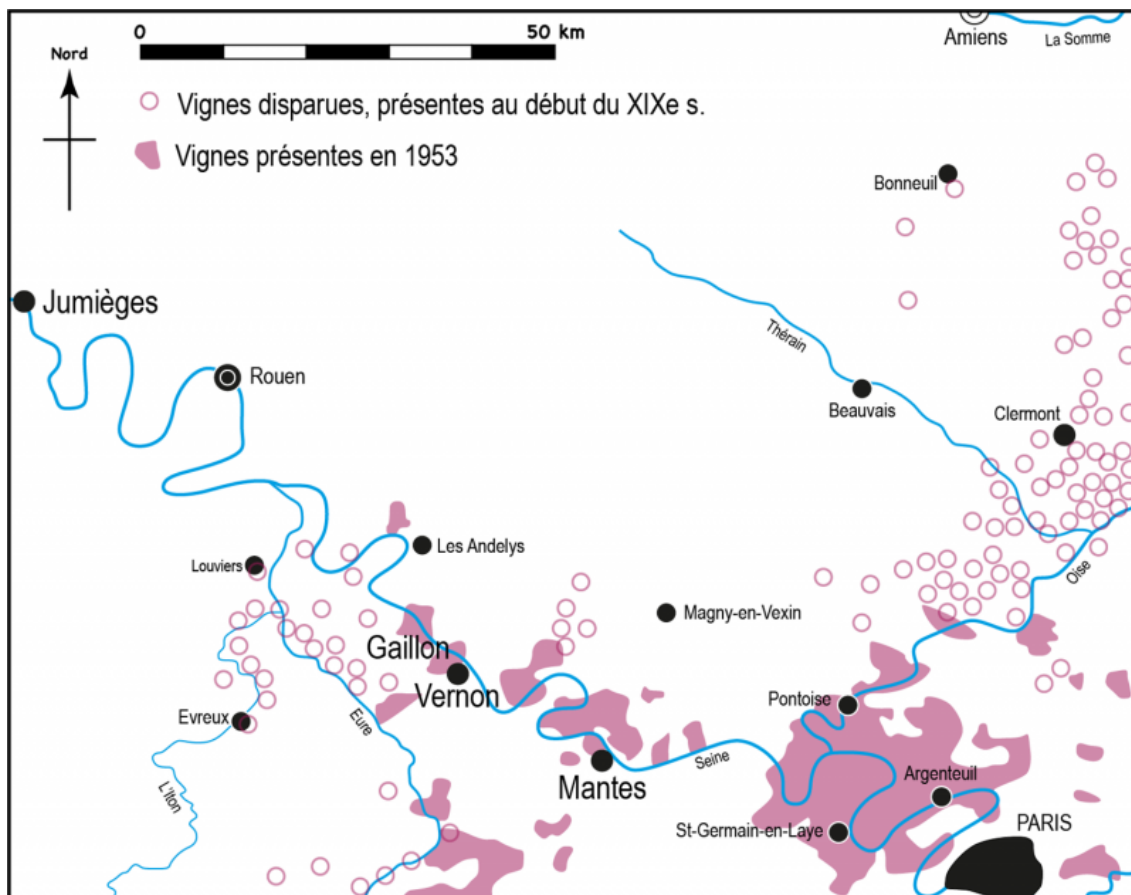 0
50 km
Nord
Amiens
La Somme
Vignes disparues, présentes au début du XIXe s.
Vignes présentes en 1953
Bonneuil
Jumièges
Thérain
Rouen
Beauvais
Clermont
Les Andelys
Louviers
Oise
Magny-en-Vexin
Gaillon
Vernon
Pontoise
Evreux
Eure
Seine
Mantes
Argenteuil
L'Iton
St-Germain-en-Laye
PARIS